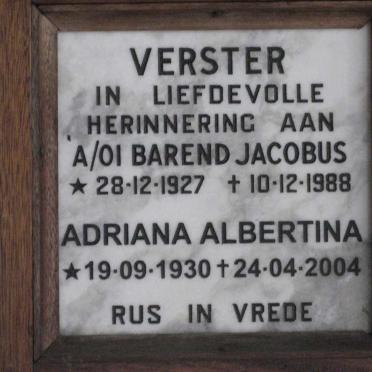 VERSTER
IN LIEFDEVOLLE
HERINNERING AAN
A/OI BAREND JACOBUS
★ 28·12·1927 † 10·12·1988
ADRIANA ALBERTINA
★ 19·09·1930 † 24·04·2004
RUS IN VREDE